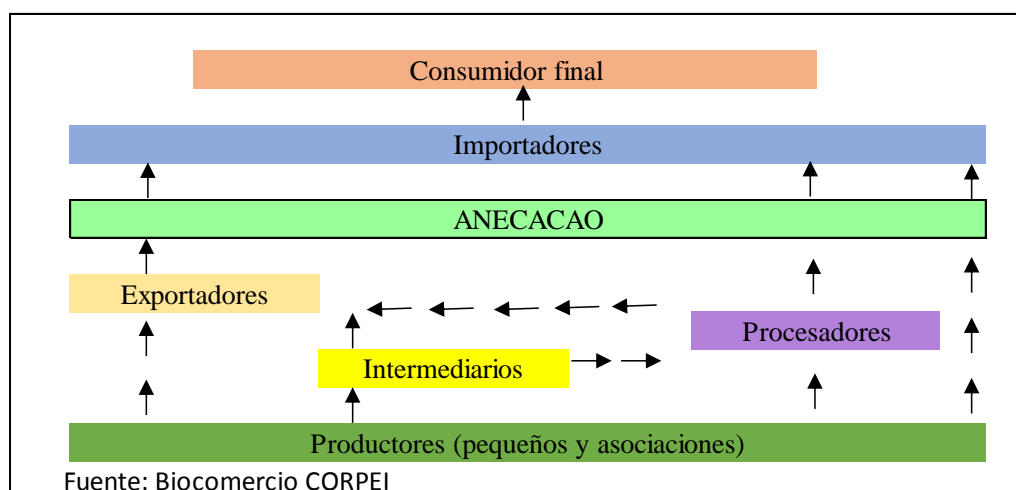 Consumidor final
Importadores
ANECACAO
Exportadores
Procesadores
Intermediarios
Productores (pequeños y asociaciones)
Fuente: Biocomercio CORPEI